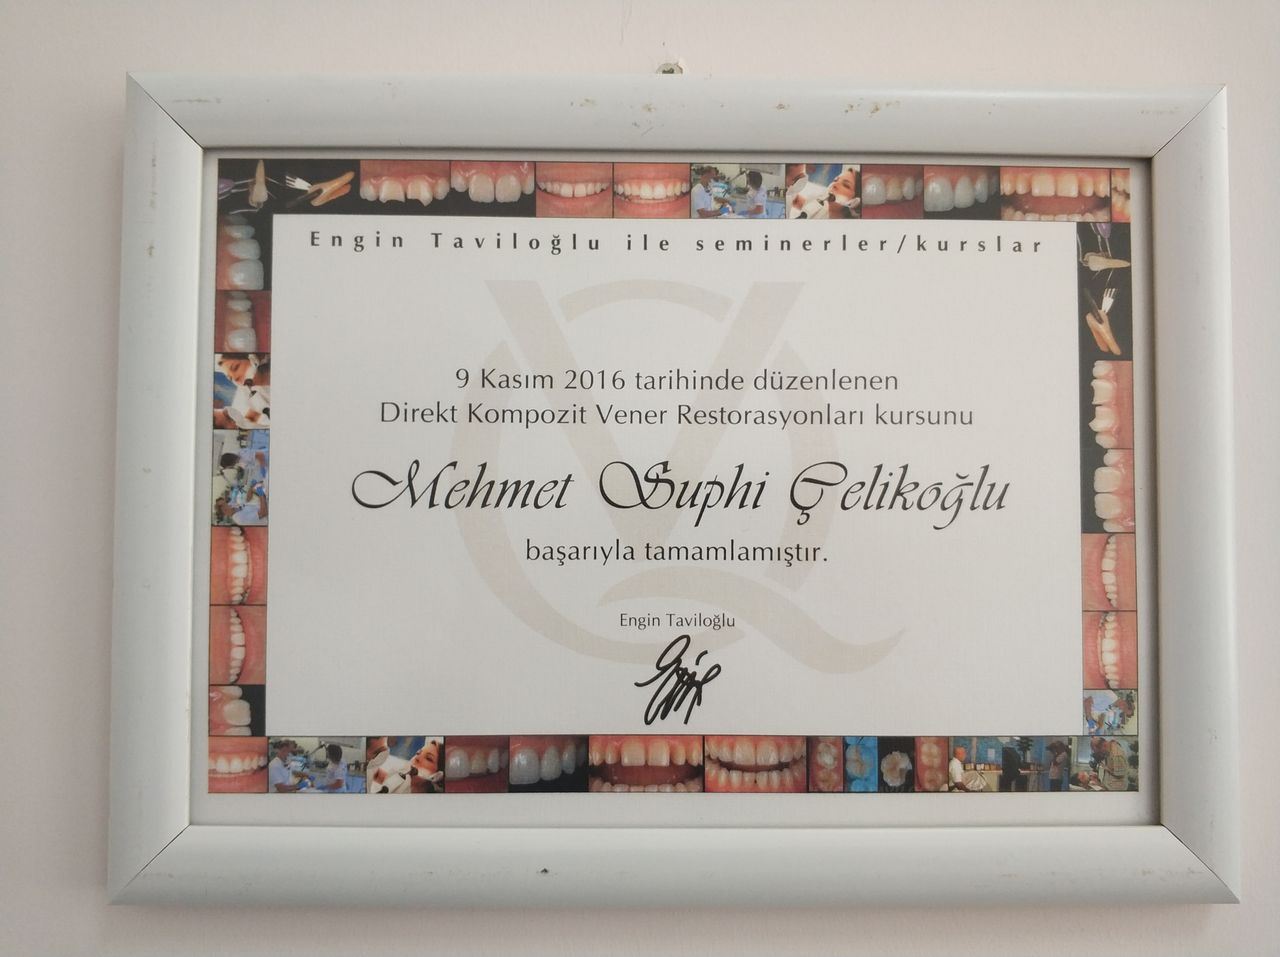 Engin Taviloğlu ile seminerler/kurslar
9 Kasım 2016 tarihinde düzenlenen
Direkt Kompozit Vener Restorasyonları kursunu
Mehmet Suphi Çelikoğlu
başarıyla tamamlamıştır.
Engin Taviloğlu